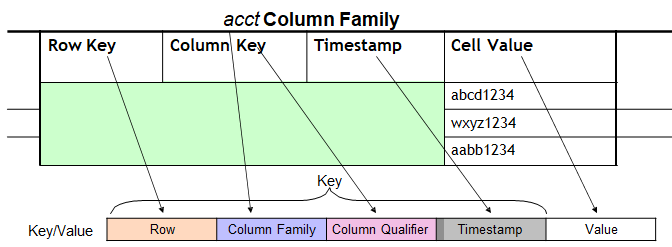 acct Column Family
Row Key Column Key Timestamp Cell Value
abcd1234
wxyz1234
aabb1234
Key
Key/Value Row Column Family Column Qualifier Timestamp Value